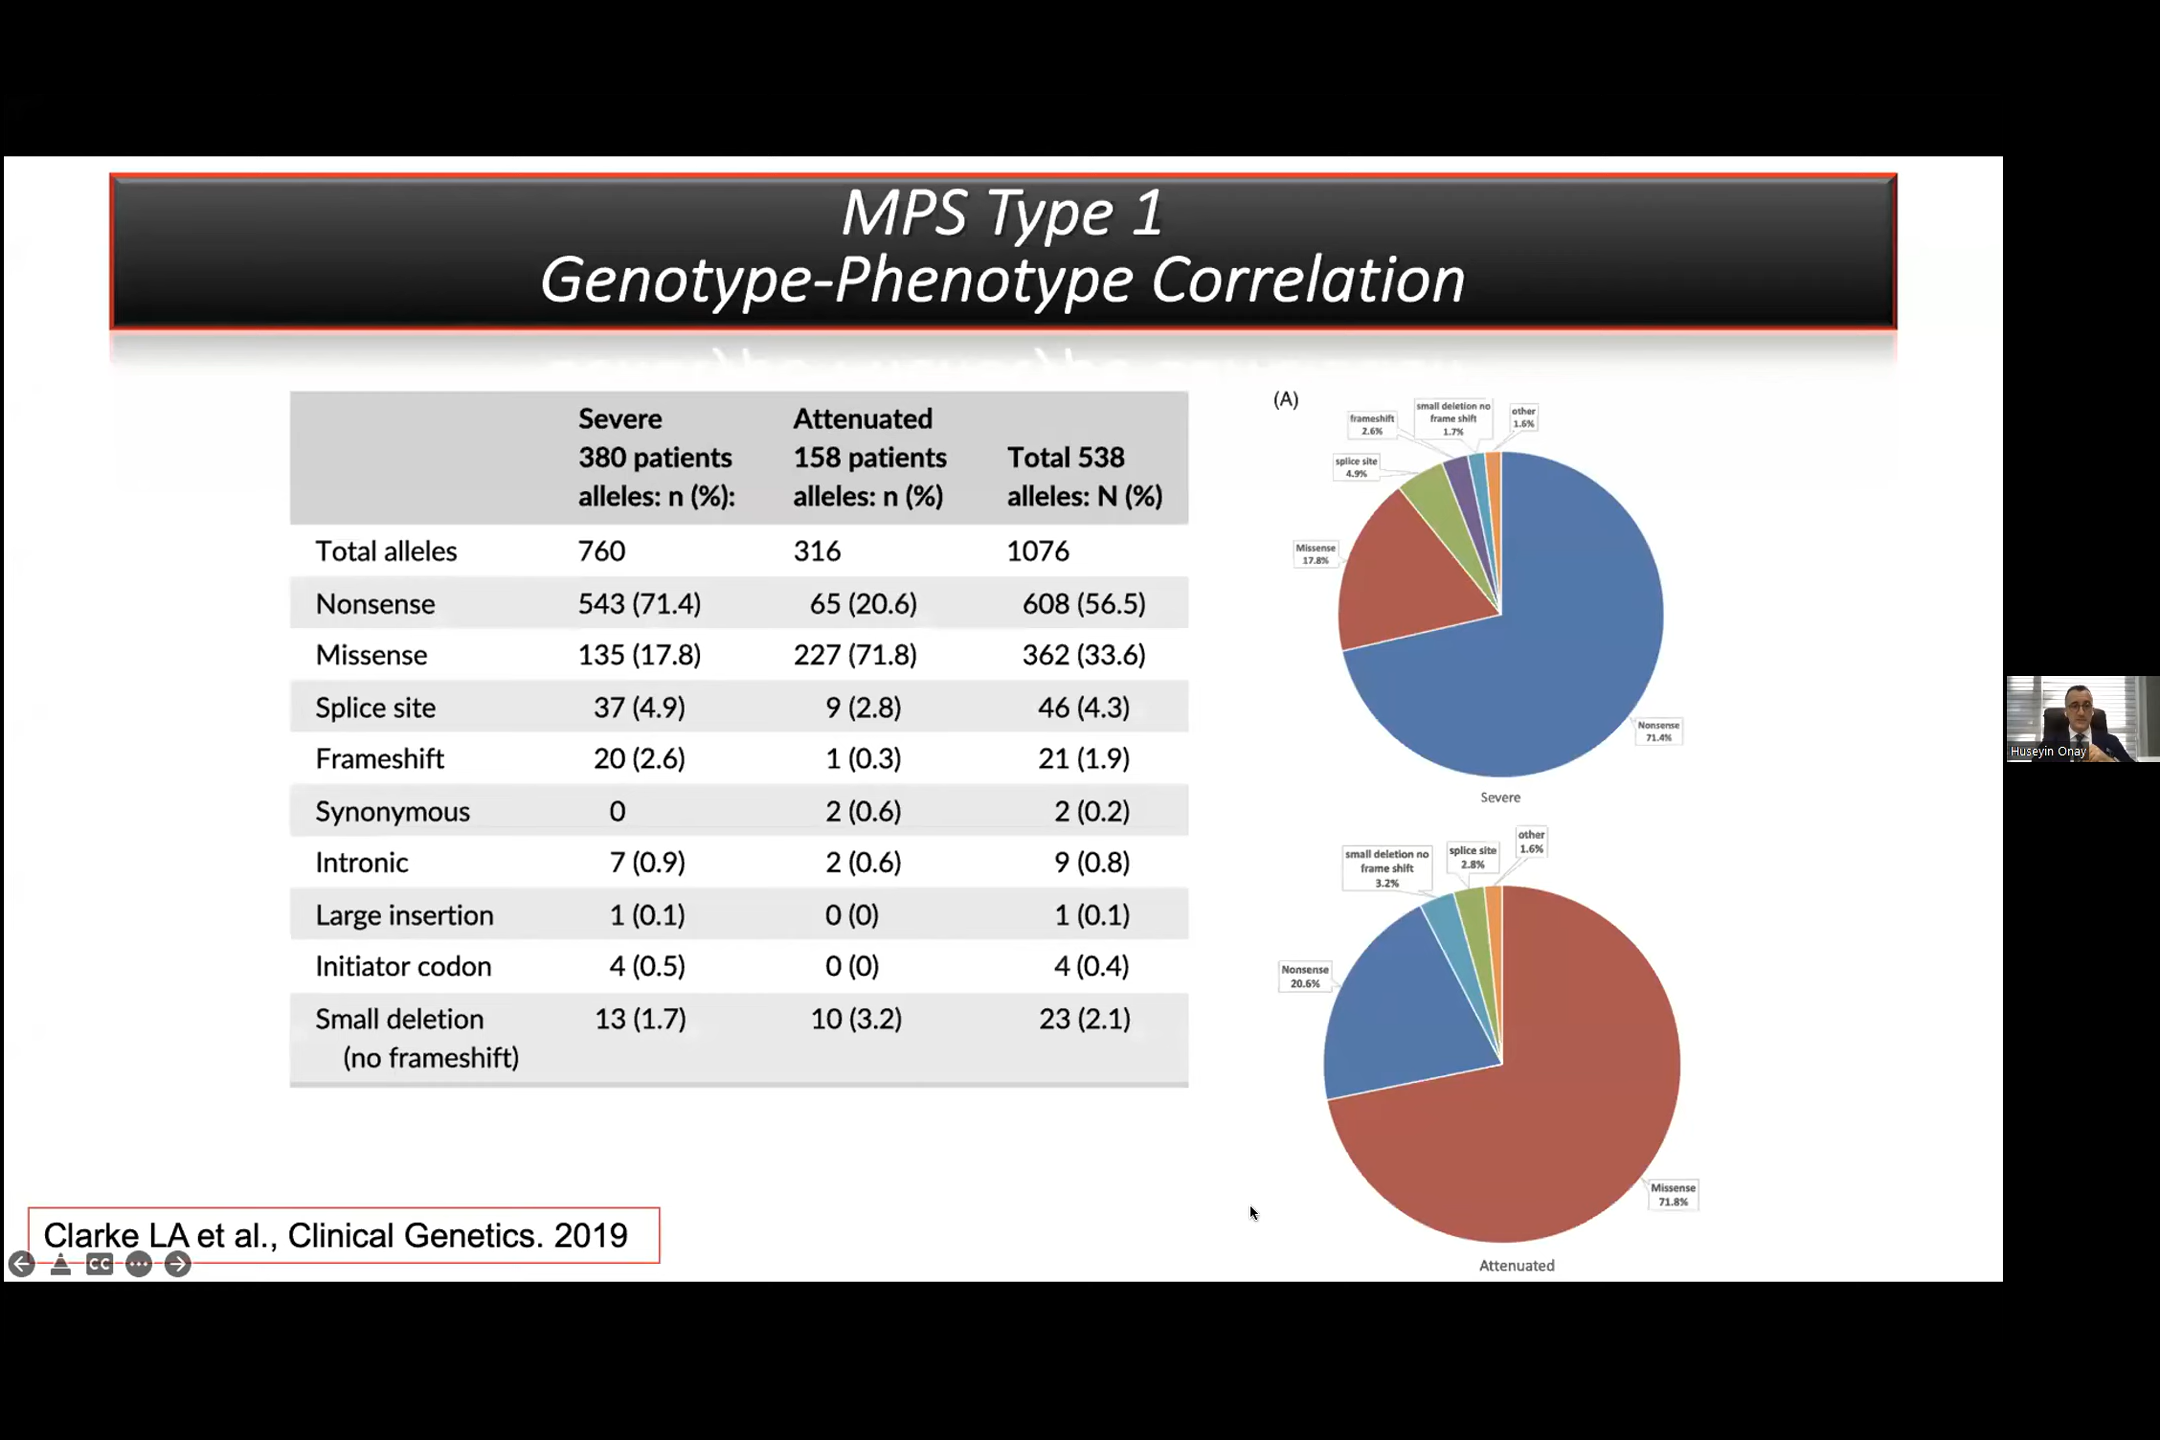 MPS Type 1
Genotype-Phenotype Correlation
Severe
380 patients
alleles: n (%):
Attenuated
158 patients
alleles: n (%)
Total 538
alleles: N (%)
Total alleles 760 316 1076
Nonsense 543 (71.4) 65 (20.6) 608 (56.5)
Missense 135 (17.8) 227 (71.8) 362 (33.6)
Splice site 37 (4.9) 9 (2.8) 46 (4.3)
Frameshift 20 (2.6) 1 (0.3) 21 (1.9)
Synonymous 0 2 (0.6) 2 (0.2)
Intronic 7 (0.9) 2 (0.6) 9 (0.8)
Large insertion 1 (0.1) 0 (0) 1 (0.1)
Initiator codon 4 (0.5) 0 (0) 4 (0.4)
Small deletion 13 (1.7) 10 (3.2) 23 (2.1)
(no frameshift)
(A)
frameshift
2.6%
small deletion no
frame shift
1.7%
other
1.6%
splice site
4.9%
Missense
17.8%
Nonsense
71.4%
Severe
small deletion no
frame shift
3.2%
splice site
2.8%
other
1.6%
Nonsense
20.6%
Missense
71.8%
Attenuated
Clarke LA et al., Clinical Genetics. 2019
CC
Huseyin Onay